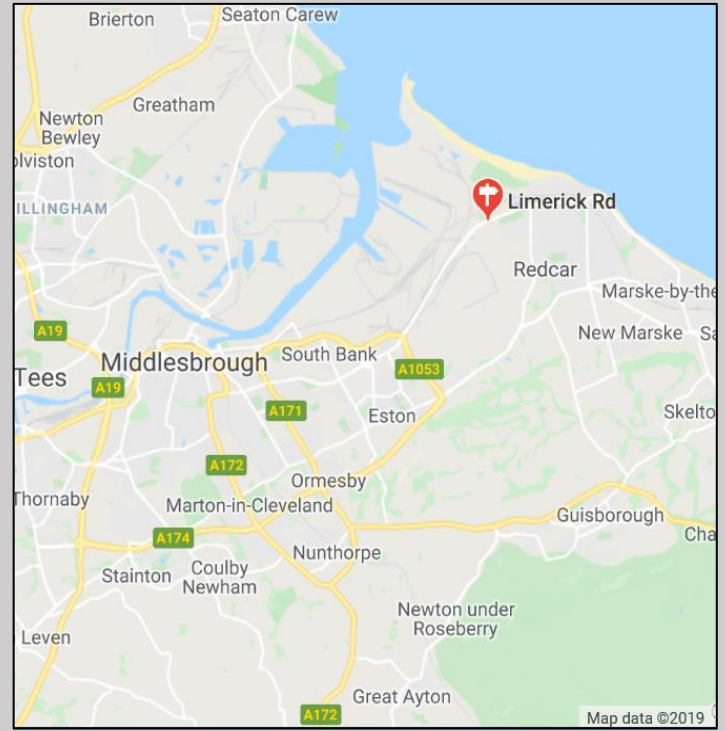 Brierton
Seaton Carew
Greatham
Newton
Bewley
olviston
ILLINGHAM
Limerick Rd
Redcar
Marske-by-the
A19
New Marske
Sa
Middlesbrough
South Bank
A1053
Tees
A19
A171
Eston
Skelto
A172
Ormesby
Thornaby
Marton-in-Cleveland
Guisborough
A174
Cha
Nunthorpe
Stainton
Coulby
Newham
Newton under
Roseberry
Leven
Great Ayton
A172
Map data ©2019